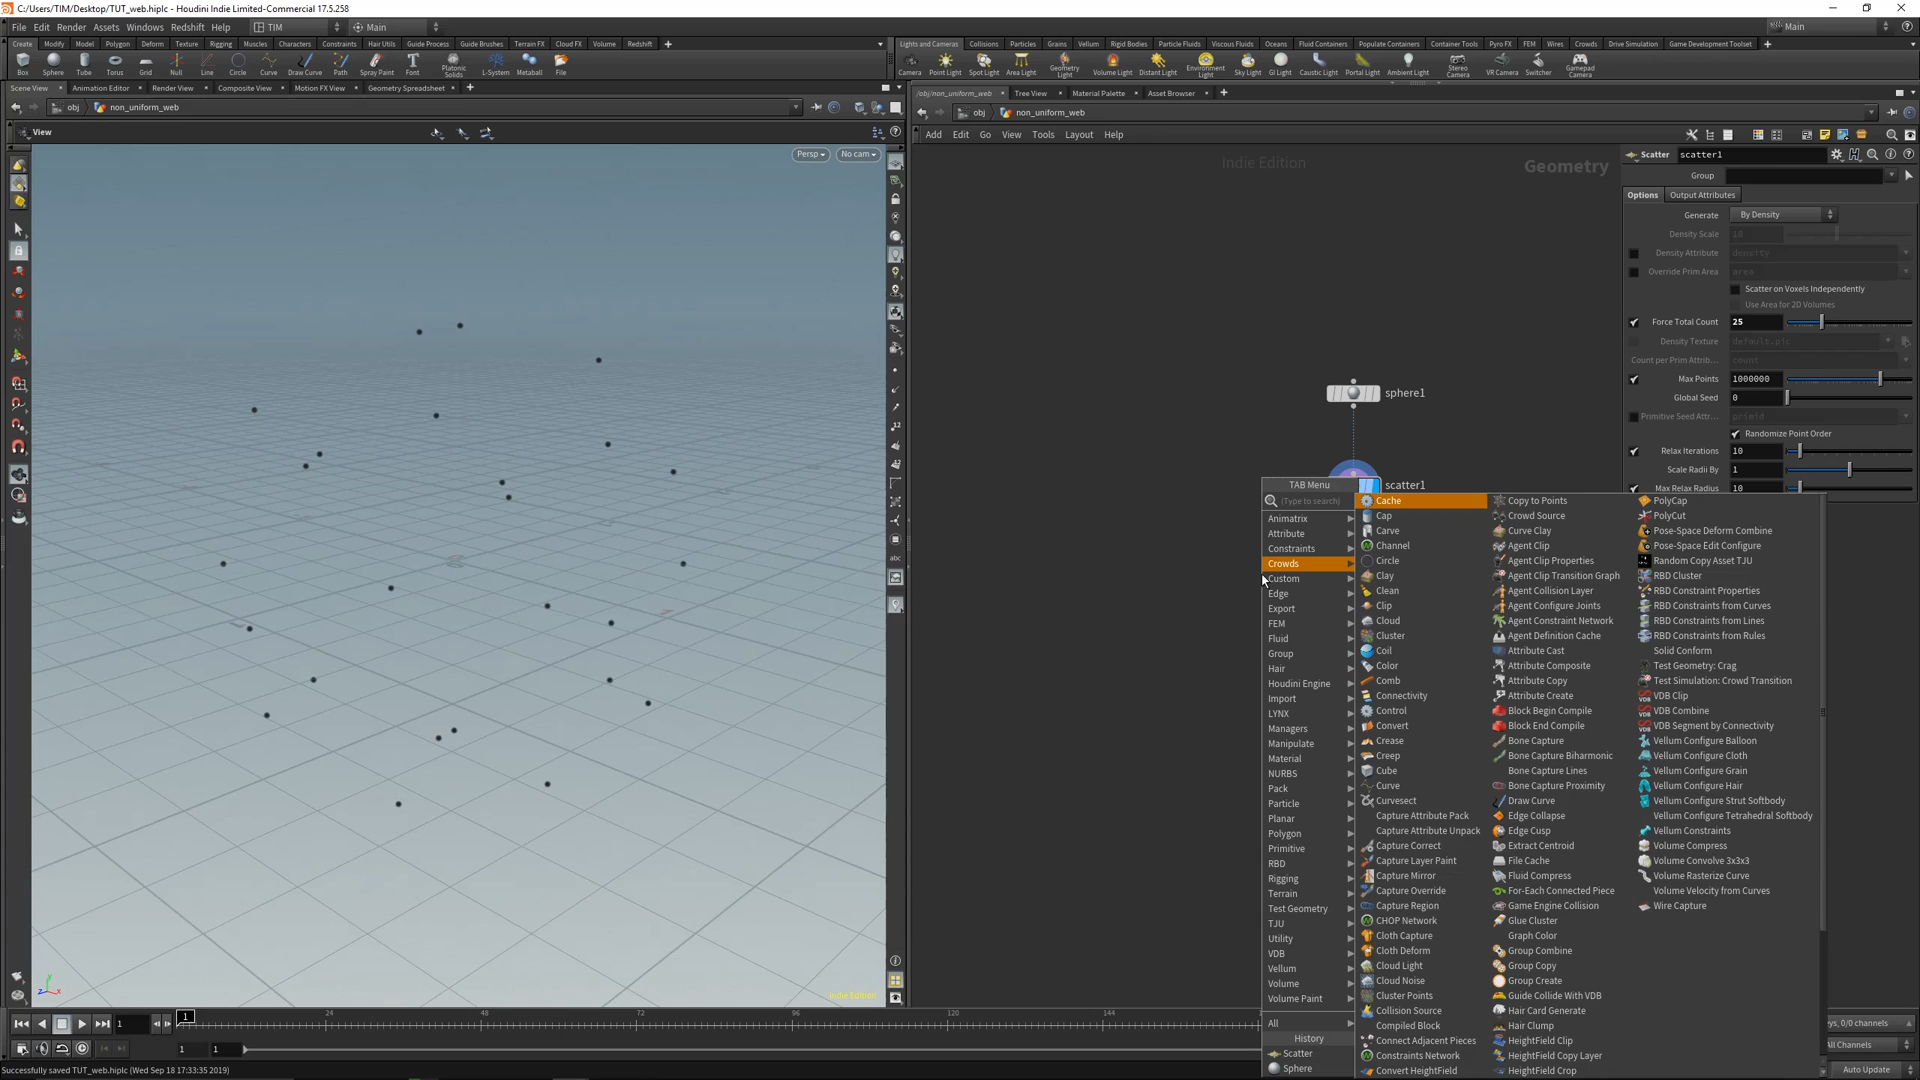 C:/Users/TIM/Desktop/TUT_web.hiplc - Houdini Indie Limited-Commercial 17.5.258
File Edit Render Assets Windows Redshift Help TIM Main Main
Create Modify Model Polygon Deform Texture Rigging Muscles Characters Constraints Hair Utils Guide Process Guide Brushes Terrain FX Cloud FX Volume Redshift
Lights and Cameras Collisions Particles Grains Vellum Rigid Bodies Particle Fluids Viscous Fluids Oceans Fluid Containers Populate Containers Container Tools Pyro FX FEM Wires Crowds Drive Simulation Game Development Toolset
Box Sphere Tube Torus Grid Null Line Circle Curve Draw Curve Path Spray Paint Font Platonic Solids L-System Metaball File
Camera Point Light Spot Light Area Light Geometry Light Volume Light Distant Light Environment Light Sky Light GI Light Caustic Light Portal Light Ambient Light Stereo Camera VR Camera Switcher Gamepad Camera
Scene View Animation Editor Render View Composite View Motion FX View Geometry Spreadsheet
/obj/non_uniform_web Tree View Material Palette Asset Browser
obj non_uniform_web
obj non_uniform_web
View
Persp No cam
Indie Edition
Add Edit Go View Tools Layout Help
Indie Edition
Geometry
sphere1
scatter1
Scatter scatter1
Group
Options Output Attributes
Generate By Density
Density Scale 10
Density Attribute density
Override Prim Area area
Scatter on Voxels Independently
Use Area for 2D Volumes
Force Total Count 25
Density Texture default.pic
Count per Prim Attrib... count
Max Points 1000000
Global Seed 0
Primitive Seed Attr... primid
Randomize Point Order
Relax Iterations 10
Scale Radii By 1
Max Relax Radius 10
TAB Menu
(Type to search)
Animatrix
Attribute
Constraints
Crowds
Custom
Edge
Export
FEM
Fluid
Group
Hair
Houdini Engine
Import
LYNX
Managers
Manipulate
Material
NURBS
Pack
Particle
Planar
Polygon
Primitive
RBD
Rigging
Terrain
Test Geometry
TJU
Utility
VDB
Vellum
Volume
Volume Paint
All
History
Scatter
Sphere
Cache
Cap
Carve
Channel
Circle
Clay
Clean
Clip
Cloud
Cluster
Coil
Color
Comb
Connectivity
Control
Convert
Crease
Creep
Cube
Curve
Curvesect
Capture Attribute Pack
Capture Attribute Unpack
Capture Correct
Capture Layer Paint
Capture Mirror
Capture Override
Capture Region
CHOP Network
Cloth Capture
Cloth Deform
Cloud Light
Cloud Noise
Cluster Points
Collision Source
Compiled Block
Connect Adjacent Pieces
Constraints Network
Convert HeightField
Copy to Points
Crowd Source
Curve Clay
Agent Clip
Agent Clip Properties
Agent Clip Transition Graph
Agent Collision Layer
Agent Configure Joints
Agent Constraint Network
Agent Definition Cache
Attribute Cast
Attribute Composite
Attribute Copy
Attribute Create
Block Begin Compile
Block End Compile
Bone Capture
Bone Capture Biharmonic
Bone Capture Lines
Bone Capture Proximity
Draw Curve
Edge Collapse
Edge Cusp
Extract Centroid
File Cache
Fluid Compress
For-Each Connected Piece
Game Engine Collision
Glue Cluster
Graph Color
Group Combine
Group Copy
Group Create
Guide Collide With VDB
Hair Card Generate
Hair Clump
HeightField Clip
HeightField Copy Layer
HeightField Crop
PolyCap
PolyCut
Pose-Space Deform Combine
Pose-Space Edit Configure
Random Copy Asset TJU
RBD Cluster
RBD Constraint Properties
RBD Constraints from Curves
RBD Constraints from Lines
RBD Constraints from Rules
Solid Conform
Test Geometry: Crag
Test Simulation: Crowd Transition
VDB Clip
VDB Combine
VDB Segment by Connectivity
Vellum Configure Balloon
Vellum Configure Cloth
Vellum Configure Grain
Vellum Configure Hair
Vellum Configure Strut Softbody
Vellum Configure Tetrahedral Softbody
Vellum Constraints
Volume Compress
Volume Convolve 3x3x3
Volume Rasterize Curve
Volume Velocity from Curves
Wire Capture
1 1 24 48 72 96 120 144
1 1
ys, 0/0 channels
All Channels
Successfully saved TUT_web.hiplc (Wed Sep 18 17:33:35 2019)
Auto Update